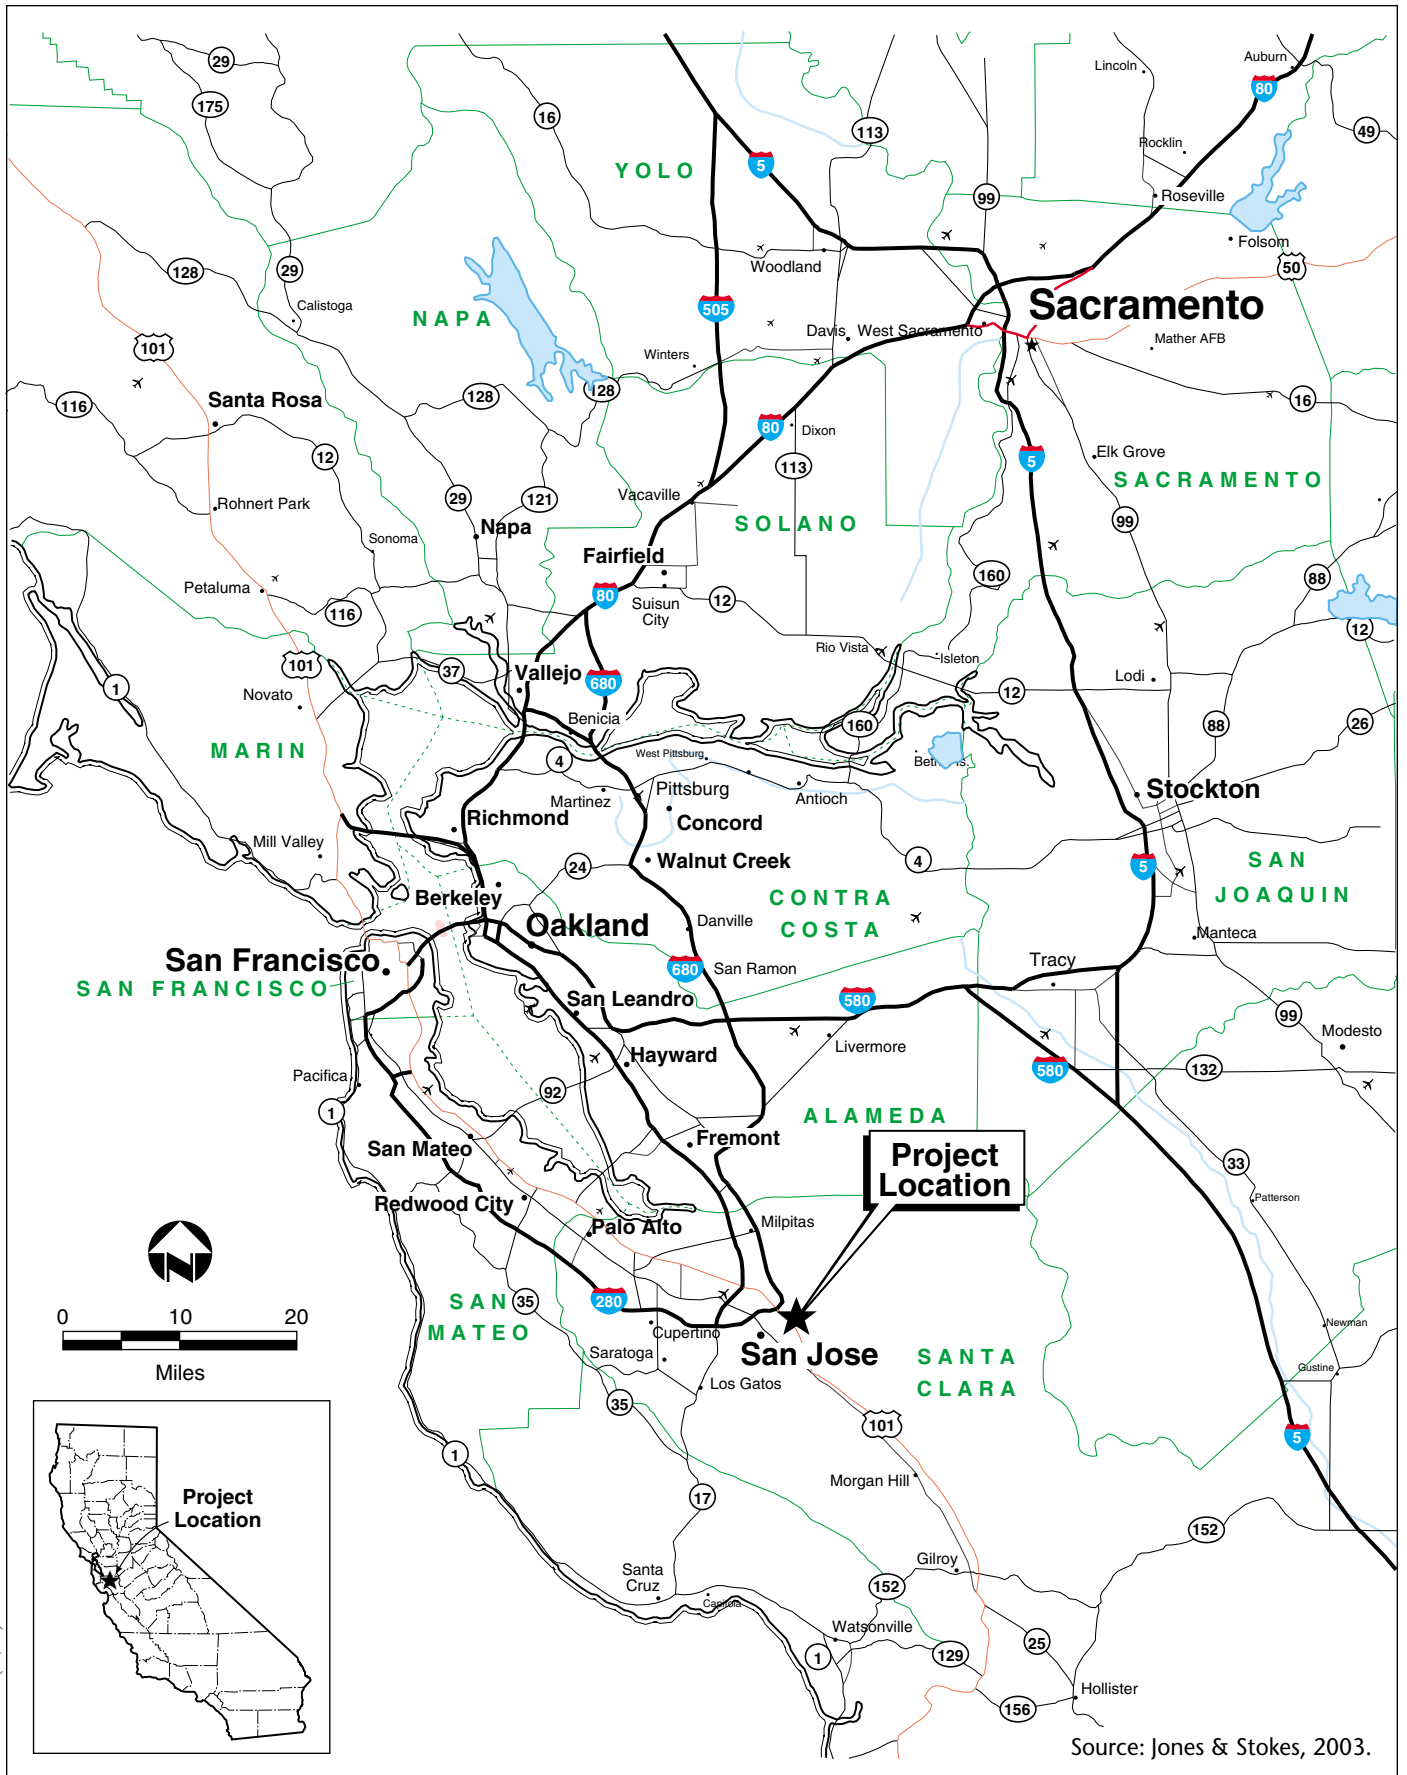 29
175
16
113
5
Lincoln
Auburn
80
49
Rocklin
YOLO
99
Roseville
Folsom
50
128
29
Woodland
Calistoga
NAPA
505
Sacramento
101
Davis
West Sacramento
Mather AFB
Winters
116
Santa Rosa
128
128
16
80
Dixon
12
113
5
Elk Grove
SACRAMENTO
29
121
Vacaville
Rohnert Park
SOLANO
99
Napa
Sonoma
Fairfield
160
88
Petaluma
80
116
Suisun
City
12
12
Rio Vista
Isleton
101
37
Vallejo
680
1
Novato
12
Lodi
Benicia
160
88
26
MARIN
4
West Pittsburg
Martinez
Pittsburg
Antioch
Stockton
Richmond
Concord
Mill Valley
24
Walnut Creek
4
5
SAN
JOAQUIN
Berkeley
CONTRA
COSTA
Oakland
Danville
Manteca
San Francisco
SAN FRANCISCO
680
San Ramon
Tracy
580
San Leandro
99
Modesto
Hayward
Livermore
580
132
Pacifica
92
1
ALAMEDA
San Mateo
Fremont
Project
Location
33
Patterson
Redwood City
Palo Alto
Milpitas
0
10
20
Miles
SAN
MATEO
35
280
Cupertino
Newman
Saratoga
San Jose
SANTA
CLARA
Gustine
Los Gatos
35
101
5
1
Morgan Hill
17
Project
Location
152
Santa
Cruz
Capitola
Gilroy
152
Watsonville
1
129
25
Hollister
156
Source: Jones & Stokes, 2003.